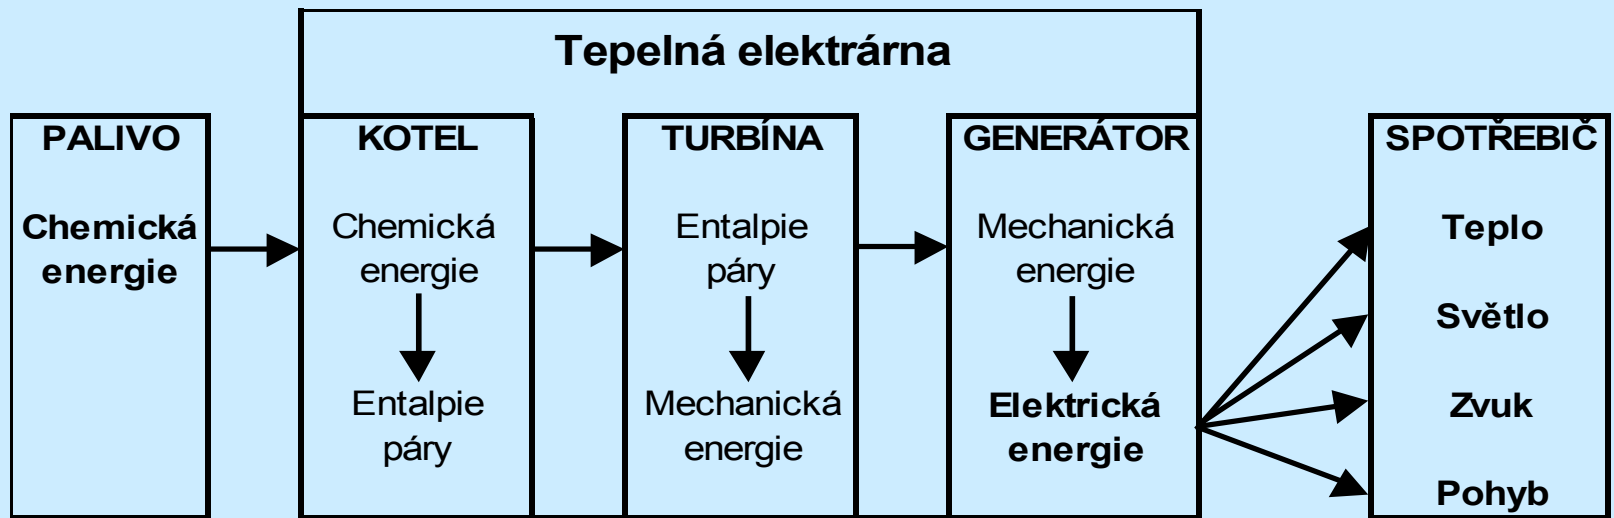 Tepelná elektrárna
PALIVO
Chemická
energie
KOTEL
Chemická
energie
Entalpie
páry
TURBÍNA
Entalpie
páry
Mechanická
energie
GENERÁTOR
Mechanická
energie
Elektrická
energie
SPOTŘEBIČ
Teplo
Světlo
Zvuk
Pohyb